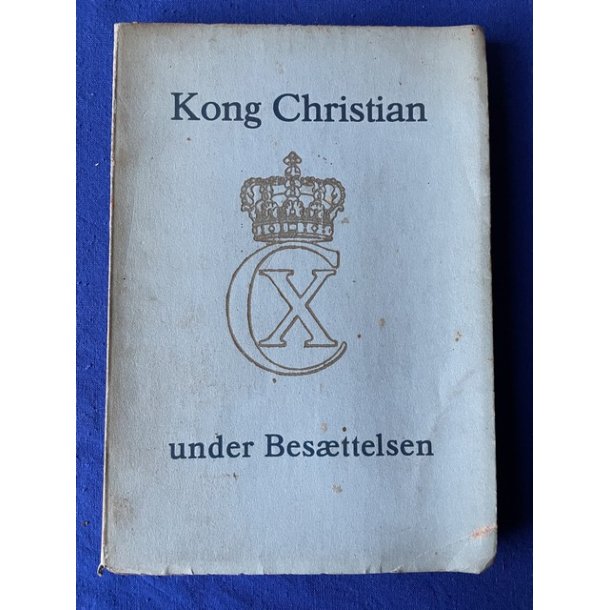 Kong Christian
CX
under Besættelsen